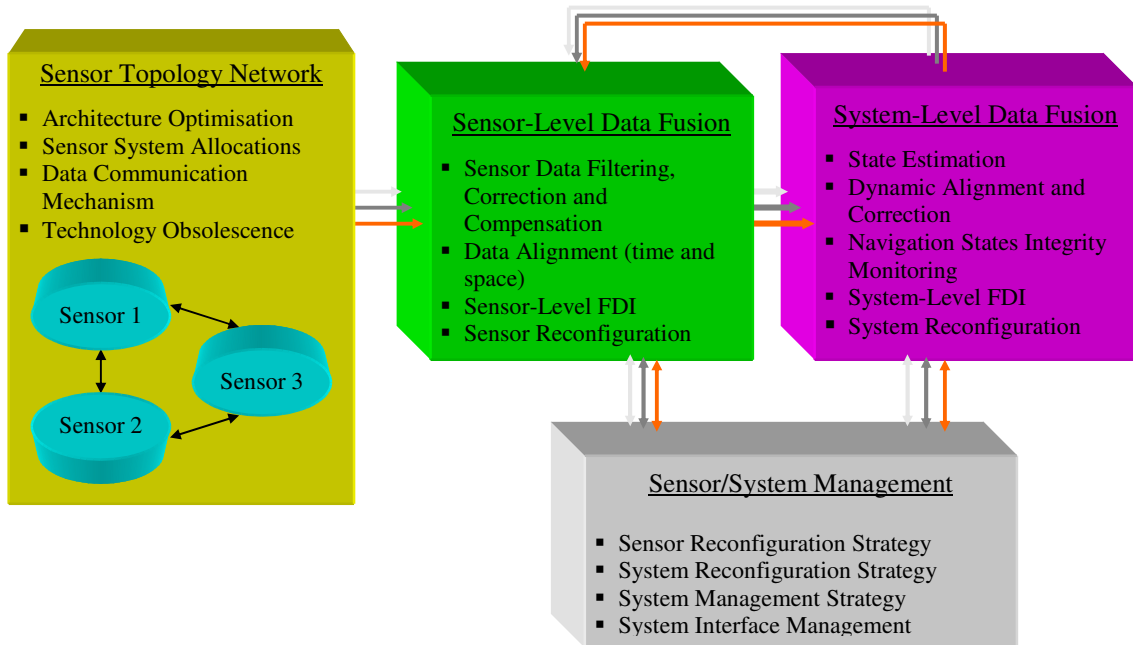 Sensor Topology Network
▪ Architecture Optimisation
▪ Sensor System Allocations
▪ Data Communication
Mechanism
▪ Technology Obsolescence
Sensor 1
Sensor 3
Sensor 2
Sensor-Level Data Fusion
▪ Sensor Data Filtering,
Correction and
Compensation
▪ Data Alignment (time and
space)
▪ Sensor-Level FDI
▪ Sensor Reconfiguration
System-Level Data Fusion
▪ State Estimation
▪ Dynamic Alignment and
Correction
▪ Navigation States Integrity
Monitoring
▪ System-Level FDI
▪ System Reconfiguration
Sensor/System Management
▪ Sensor Reconfiguration Strategy
▪ System Reconfiguration Strategy
▪ System Management Strategy
▪ System Interface Management